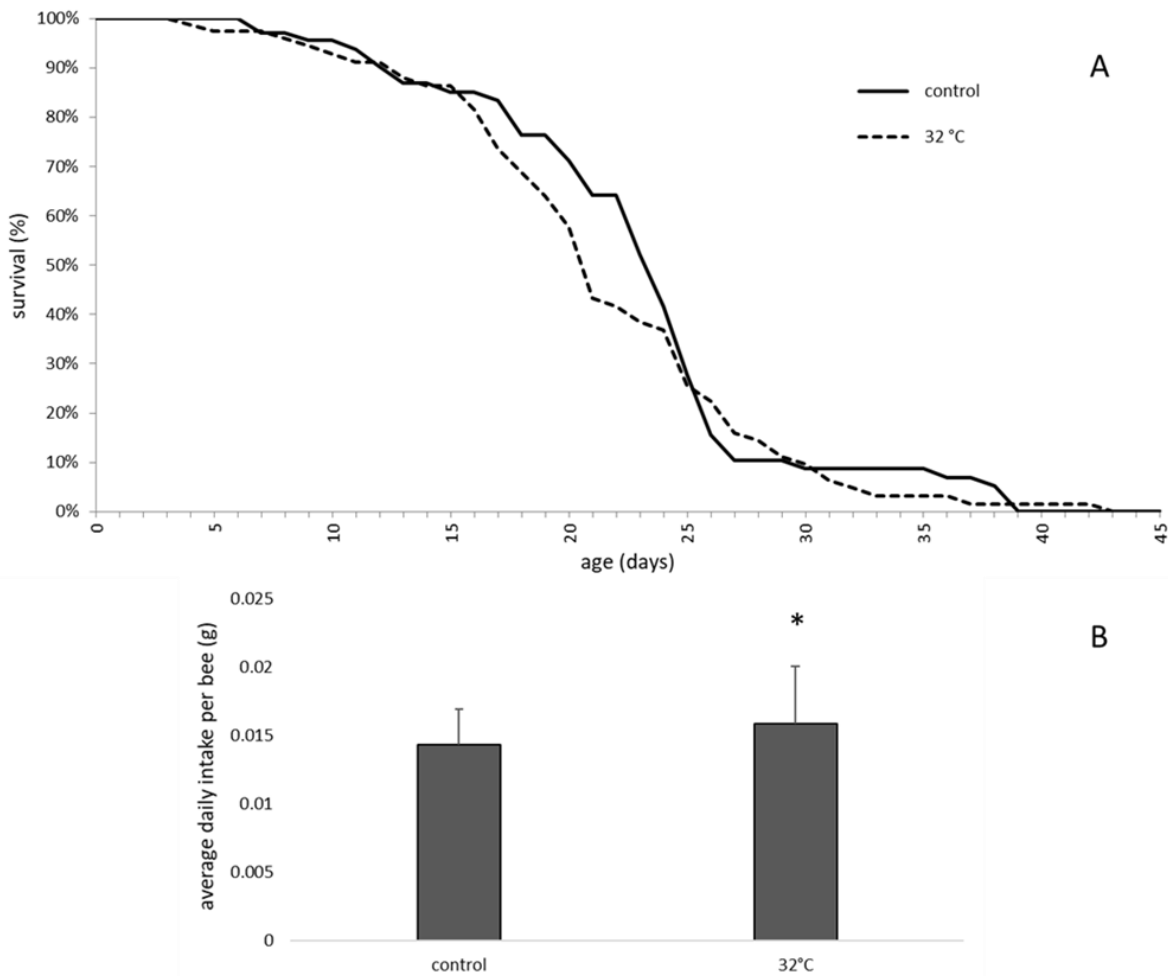 100%
90%
80%
70%
60%
50%
40%
30%
20%
10%
0%
survival (%)
A
control
32 °C
0 5 10 15 20 25 30 35 40 45
age (days)
B
0.025
0.02
0.015
0.01
0.005
0
average daily intake per bee (g)
*
control 32°C